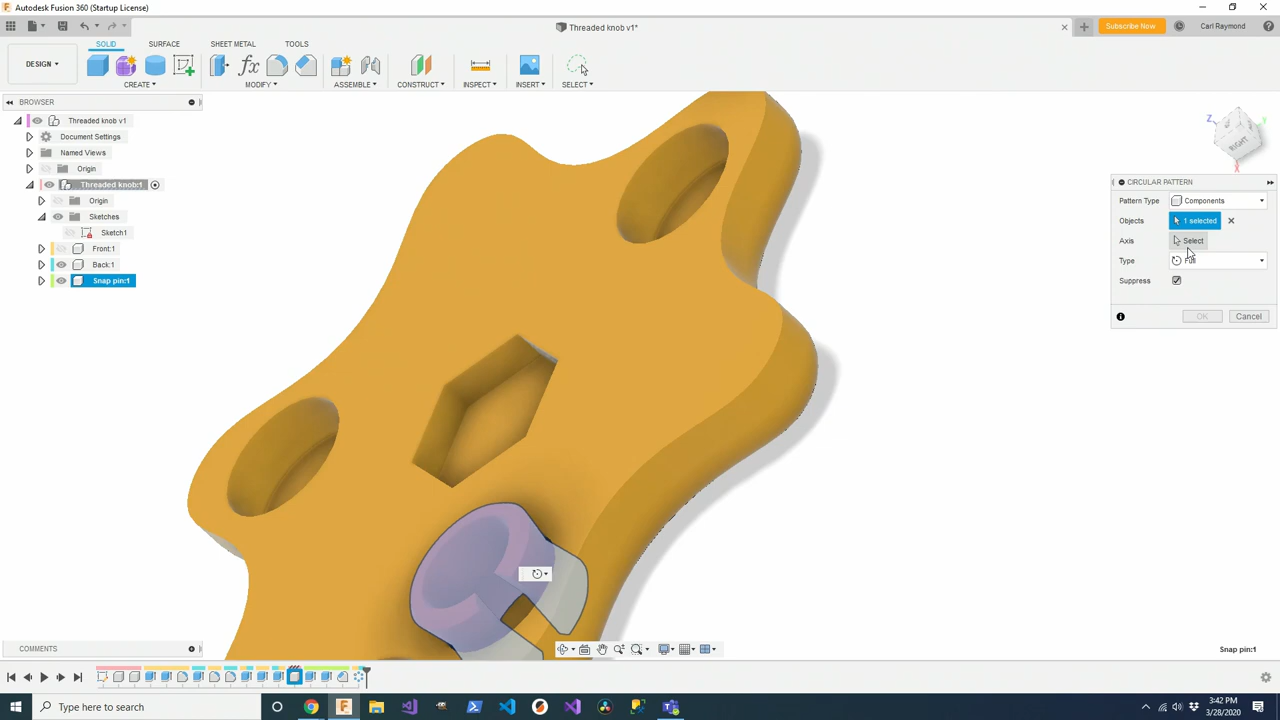 Autodesk Fusion 360 (Startup License)
Threaded knob v1*
Subscribe Now
Carl Raymond
SOLID
SURFACE
SHEET METAL
TOOLS
DESIGN
CREATE
MODIFY
ASSEMBLE
CONSTRUCT
INSPECT
INSERT
SELECT
BROWSER
Threaded knob v1
Document Settings
Named Views
Origin
Threaded knob:1
Origin
Sketches
Sketch1
Front:1
Back:1
Snap pin:1
Z
RIGHT
X
CIRCULAR PATTERN
Pattern Type
Components
Objects
1 selected
Axis
Select
Type
Full
Suppress
OK
Cancel
COMMENTS
Snap pin:1
Type here to search
3:42 PM
3/28/2020